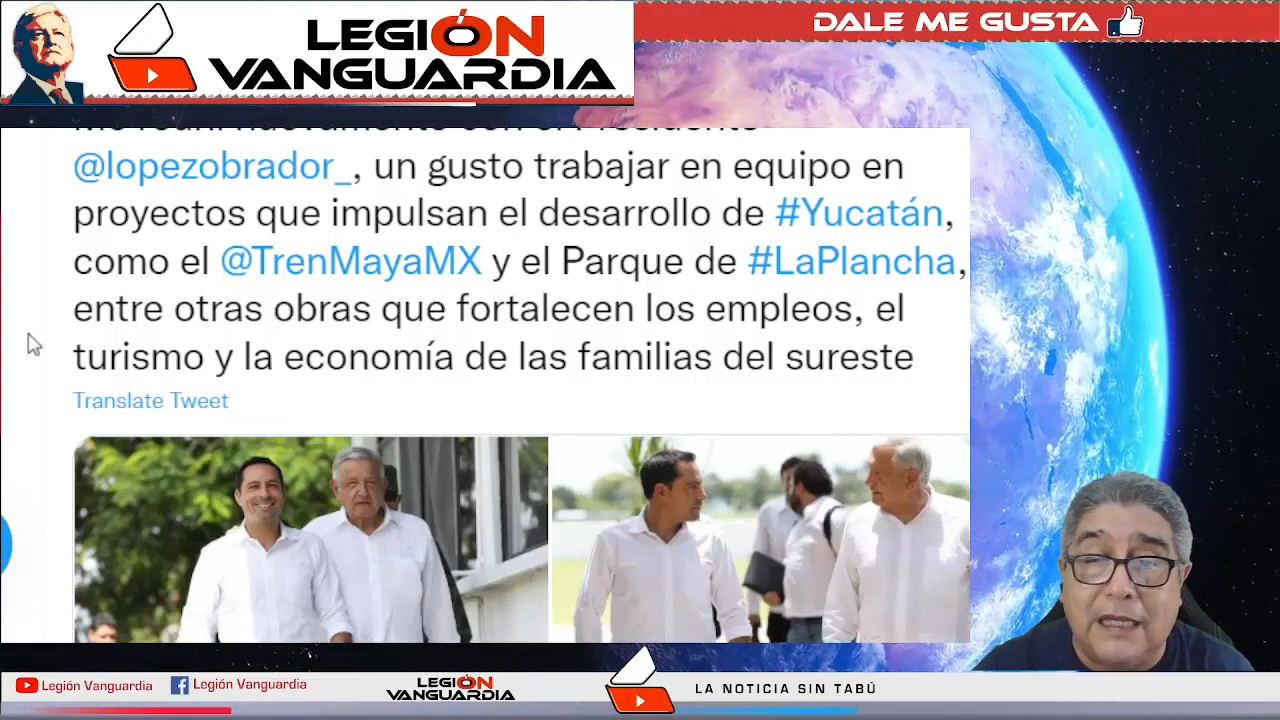 LEGIÓN
VANGUARDIA
DALE ME GUSTA
@lopezobrador_, un gusto trabajar en equipo en
proyectos que impulsan el desarrollo de #Yucatán,
como el @TrenMayaMX y el Parque de #LaPlancha,
entre otras obras que fortalecen los empleos, el
turismo y la economía de las familias del sureste
Translate Tweet
Legión Vanguardia
Legión Vanguardia
LEGIÓN
VANGUARDIA
LA NOTICIA SIN TABÚ